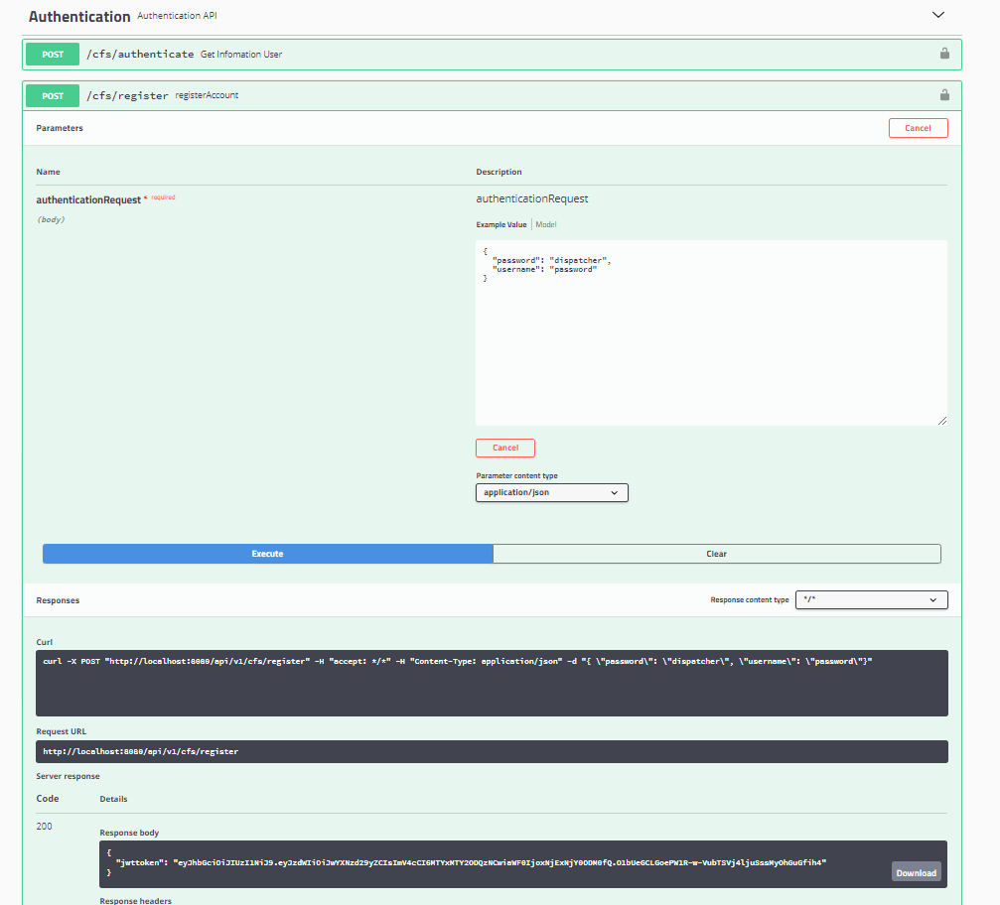 Authentication Authentication API
POST /cfs/authenticate Get Infomation User
POST /cfs/register registerAccount
Parameters Cancel
Name Description
authenticationRequest * required authenticationRequest
(body)
Example Value Model
{
"password": "dispatcher",
"username": "password"
}
Cancel
Parameter content type
application/json
Execute Clear
Responses Response content type */*
Curl
curl -X POST "http://localhost:8080/api/v1/cfs/register" -H "accept: */*" -H "Content-Type: application/json" -d "{ \"password\": \"dispatcher\", \"username\": \"password\"}"
Request URL
http://localhost:8080/api/v1/cfs/register
Server response
Code Details
200
Response body
{
"jwttoken": "eyJhbGciOiJIUzI1NiJ9.eyJzdWIiOiJwYXNzd29yZCIsImV4cCI6MTYxMTY2ODQzNCwiaWF0IjoxNjExNjY0ODM0fQ.O1bUeGCLGoePW1R-w-VubTSVj4ljuSssMyOhGuGfih4"
}
Download
Response headers